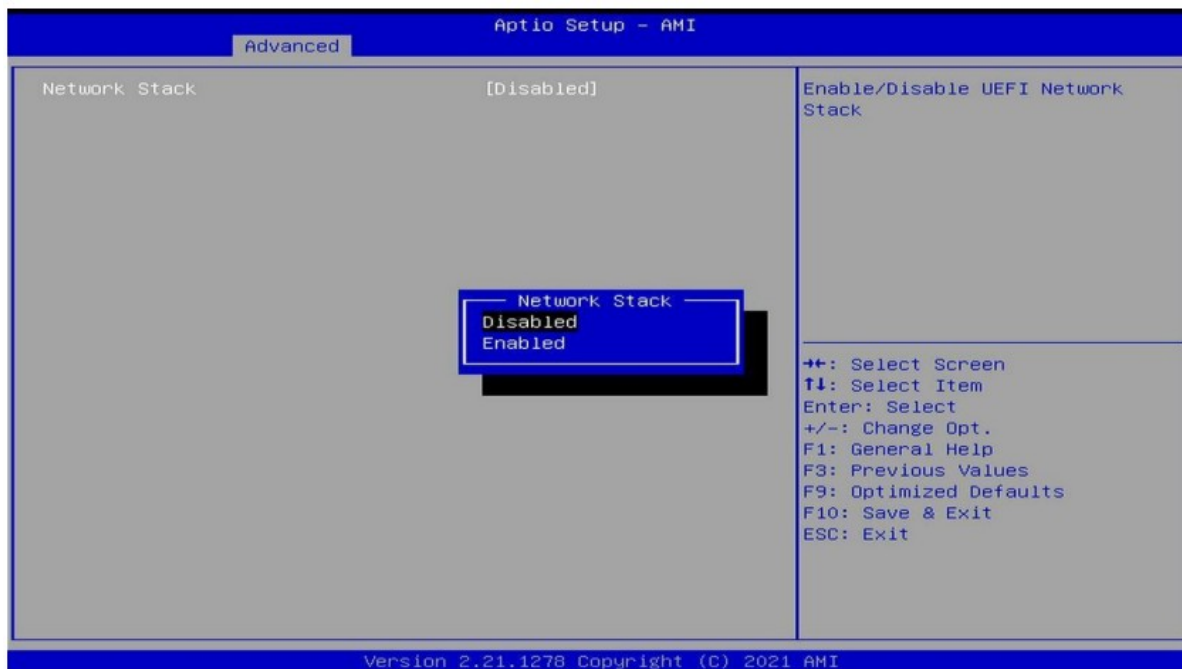 Aptio Setup – AMI
Advanced
Network Stack [Disabled]
Enable/Disable UEFI Network
Stack
Network Stack
Disabled
Enabled
→←: Select Screen
↑↓: Select Item
Enter: Select
+/-: Change Opt.
F1: General Help
F3: Previous Values
F9: Optimized Defaults
F10: Save & Exit
ESC: Exit
Version 2.21.1278 Copyright (C) 2021 AMI